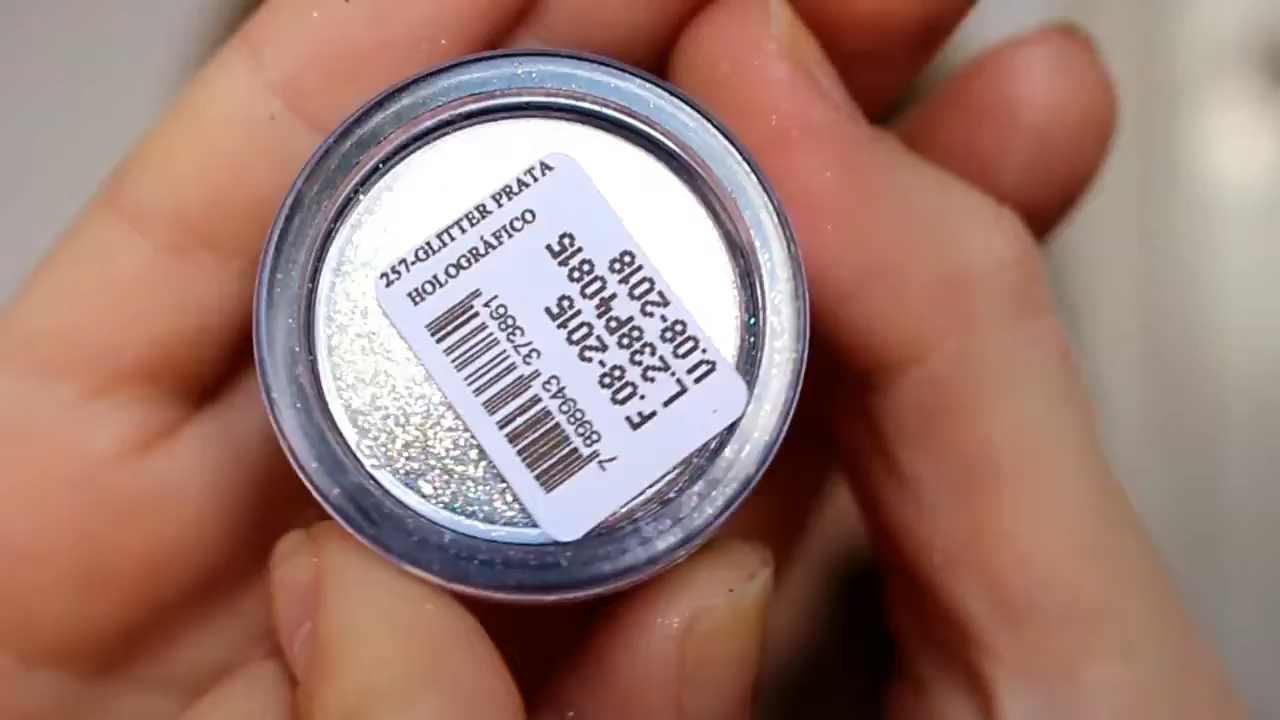 257-GLITTER PRATA
HOLOGRÁFICO
7 898943 373861
F.08-2015
L.238P40815
V.08-2018